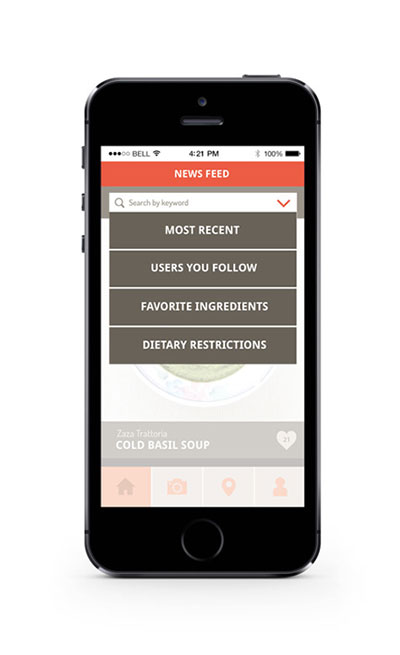 BELL 4:21 PM 100%
NEWS FEED
Search by keyword
MOST RECENT
USERS YOU FOLLOW
FAVORITE INGREDIENTS
DIETARY RESTRICTIONS
Zaza Trattoria
COLD BASIL SOUP
21